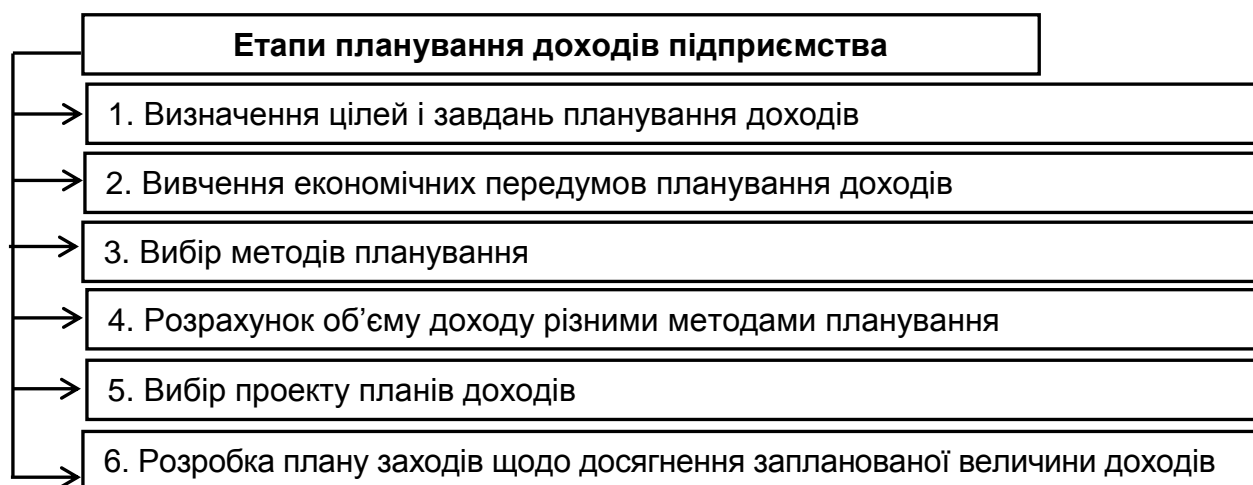 Етапи планування доходів підприємства
1. Визначення цілей і завдань планування доходів
2. Вивчення економічних передумов планування доходів
3. Вибір методів планування
4. Розрахунок об’єму доходу різними методами планування
5. Вибір проекту планів доходів
6. Розробка плану заходів щодо досягнення запланованої величини доходів